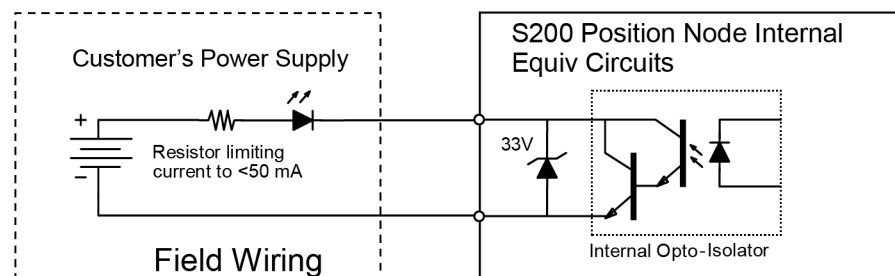 Customer's Power Supply
+
−
Resistor limiting
current to <50 mA
Field Wiring
S200 Position Node Internal
Equiv Circuits
33V
Internal Opto-Isolator